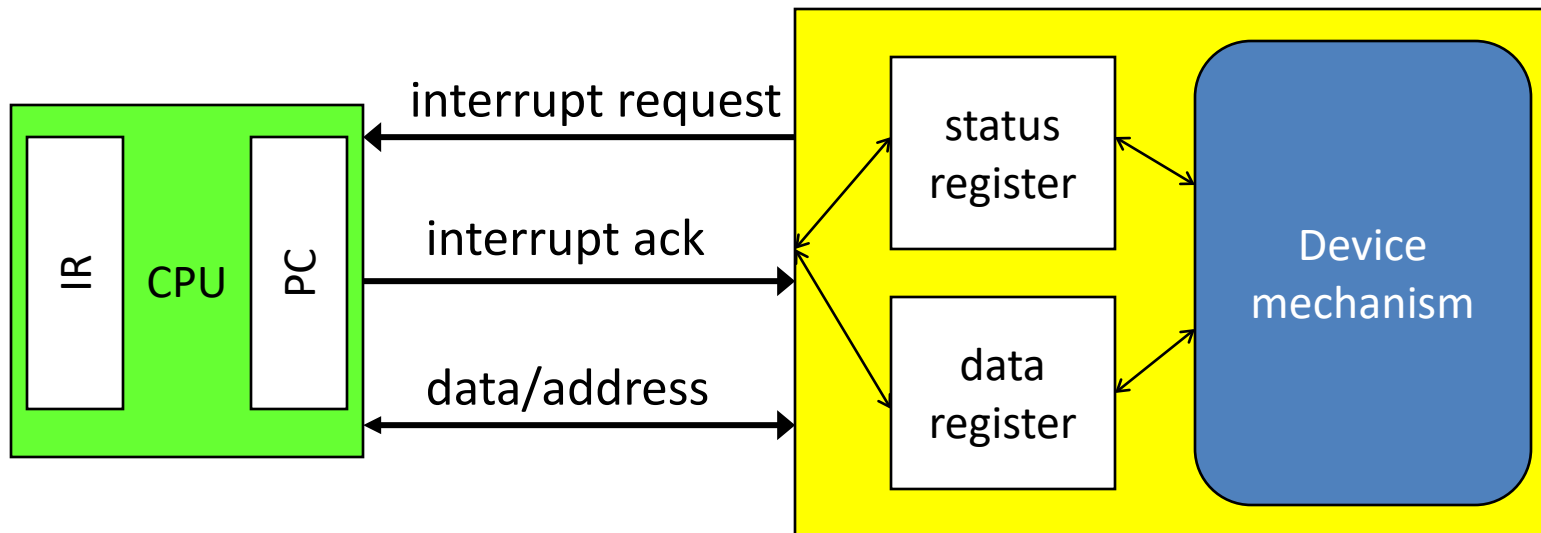 interrupt request
interrupt ack
data/address
IR
CPU
PC
status
register
data
register
Device
mechanism